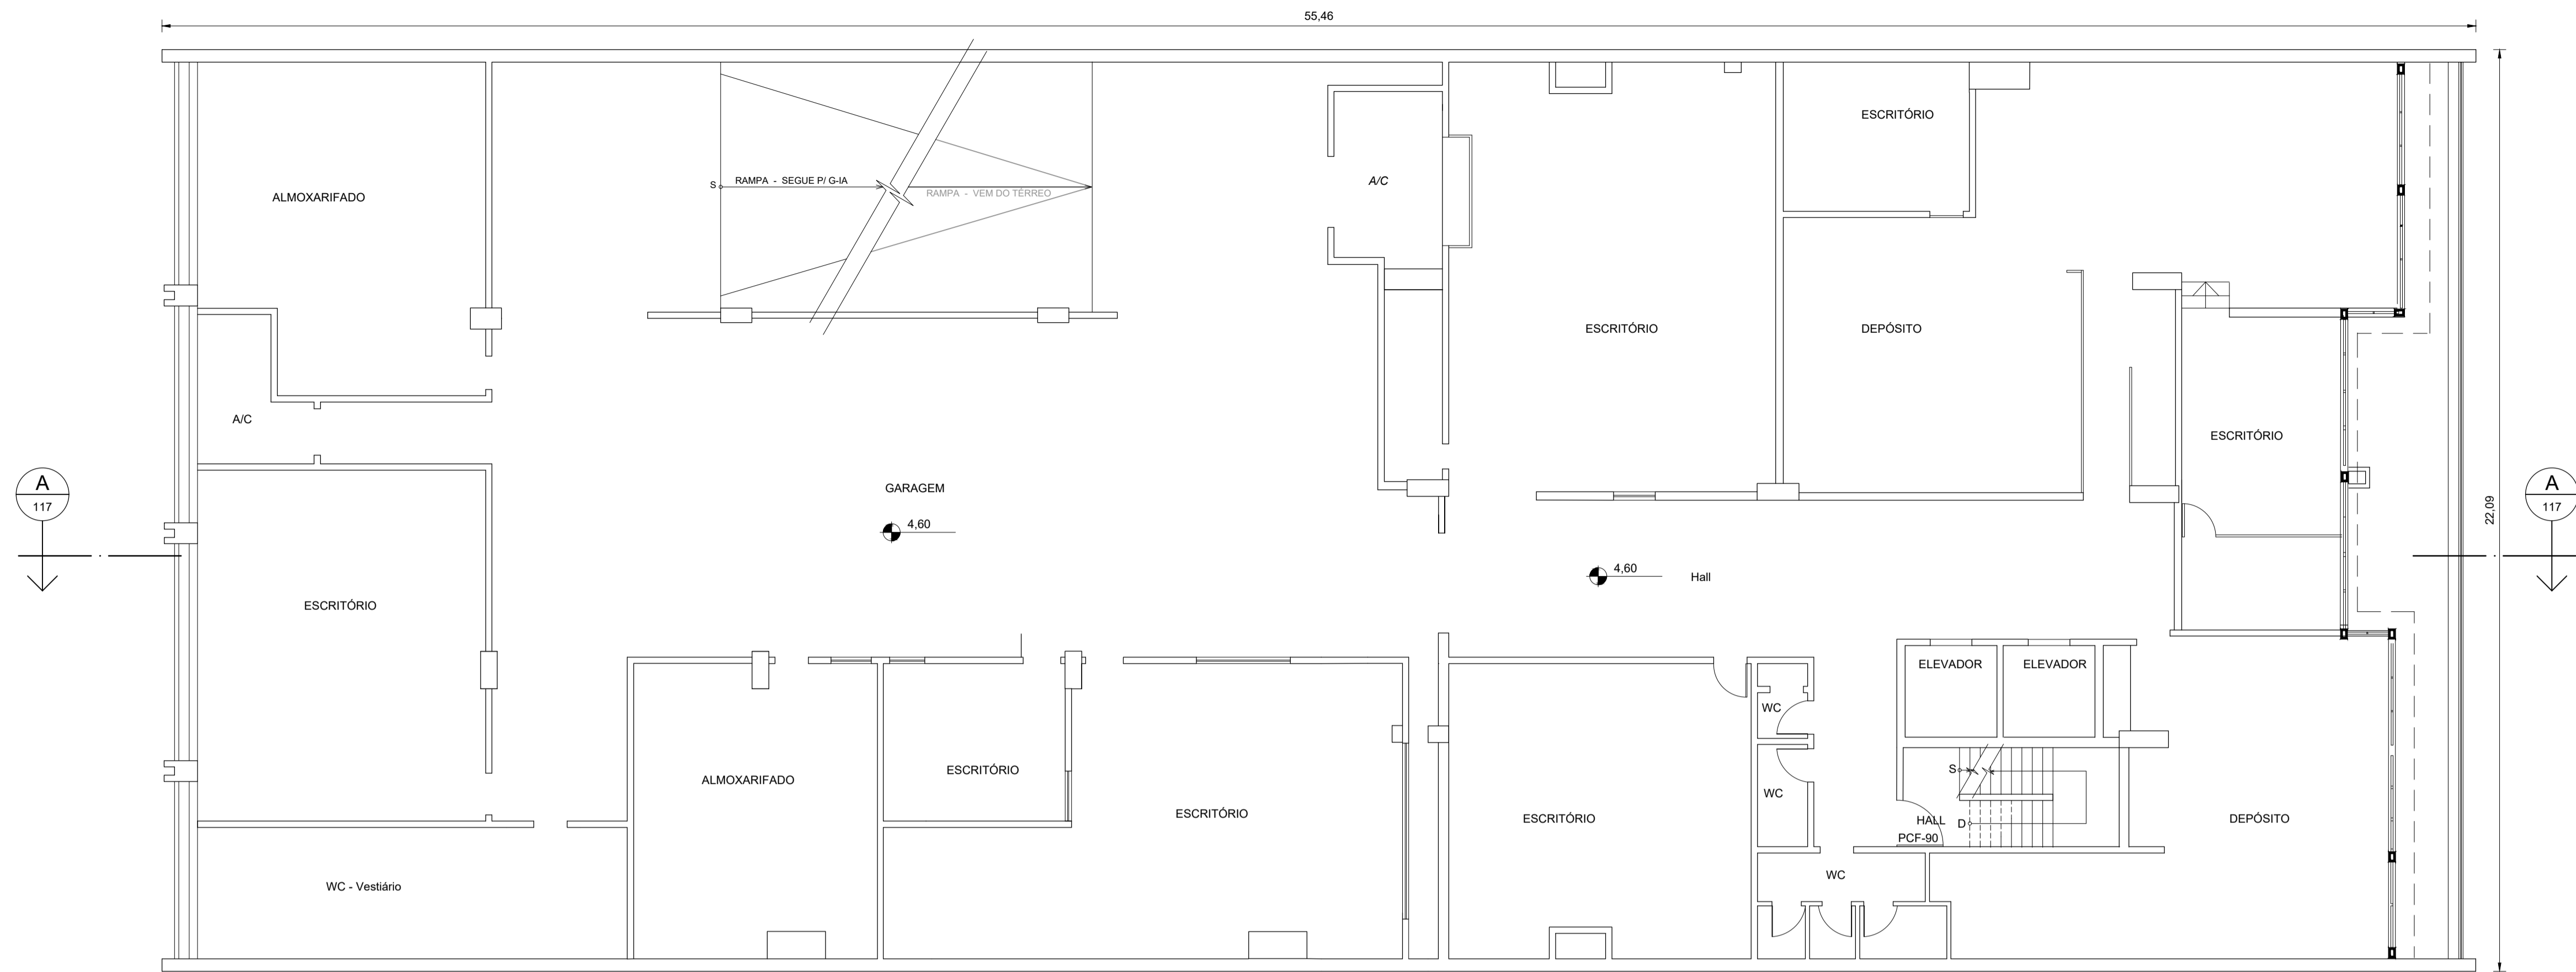 55,46
ESCRITÓRIO
A/C
S RAMPA - SEGUE P/ G-IA
RAMPA - VEM DO TÉRREO
ALMOXARIFADO
ESCRITÓRIO
DEPÓSITO
A/C
ESCRITÓRIO
A
117
GARAGEM
A
117
22,09
4,60
4,60
Hall
ESCRITÓRIO
ELEVADOR
ELEVADOR
WC
ESCRITÓRIO
S
ALMOXARIFADO
WC
ESCRITÓRIO
ESCRITÓRIO
HALL
D
DEPÓSITO
PCF-90
WC
WC - Vestiário